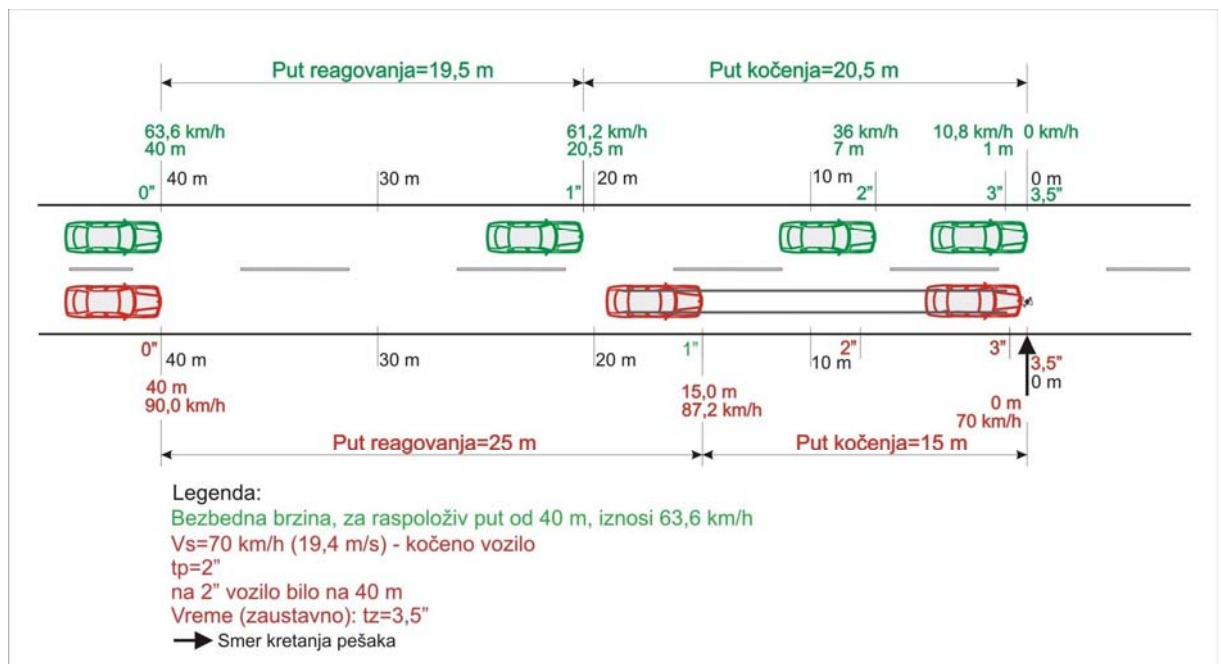 Put reagovanja=19,5 m Put kočenja=20,5 m
63,6 km/h 61,2 km/h 36 km/h 10,8 km/h 0 km/h
40 m 20,5 m 7 m 1 m
40 m 30 m 20 m 10 m 0 m
0” 1” 2” 3” 3,5”
0” 1” 2” 3” 3,5”
40 m 30 m 20 m 10 m 0 m
40 m 15,0 m 0 m
90,0 km/h 87,2 km/h 70 km/h
Put reagovanja=25 m Put kočenja=15 m
Legenda:
Bezbedna brzina, za raspoloživ put od 40 m, iznosi 63,6 km/h
Vs=70 km/h (19,4 m/s) - kočeno vozilo
tp=2”
na 2” vozilo bilo na 40 m
Vreme (zaustavno): tz=3,5”
Smer kretanja pešaka